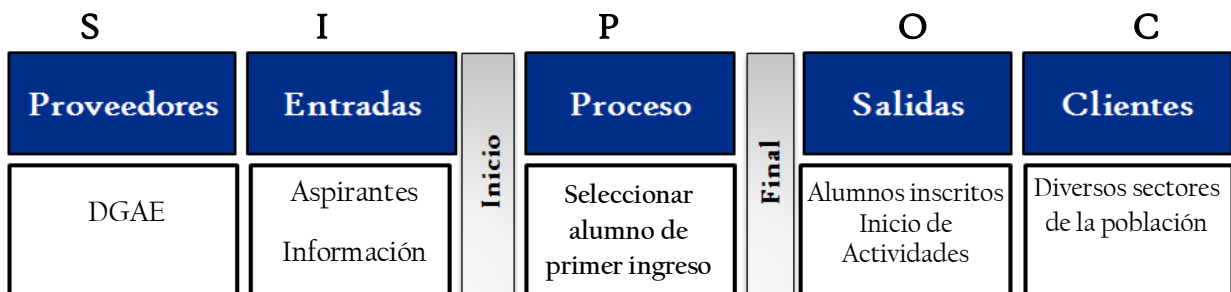 S I P O C
Proveedores Entradas Inicio Proceso Final Salidas Clientes
DGAE
Aspirantes
Información
Seleccionar
alumno de
primer ingreso
Alumnos inscritos
Inicio de
Actividades
Diversos sectores
de la población